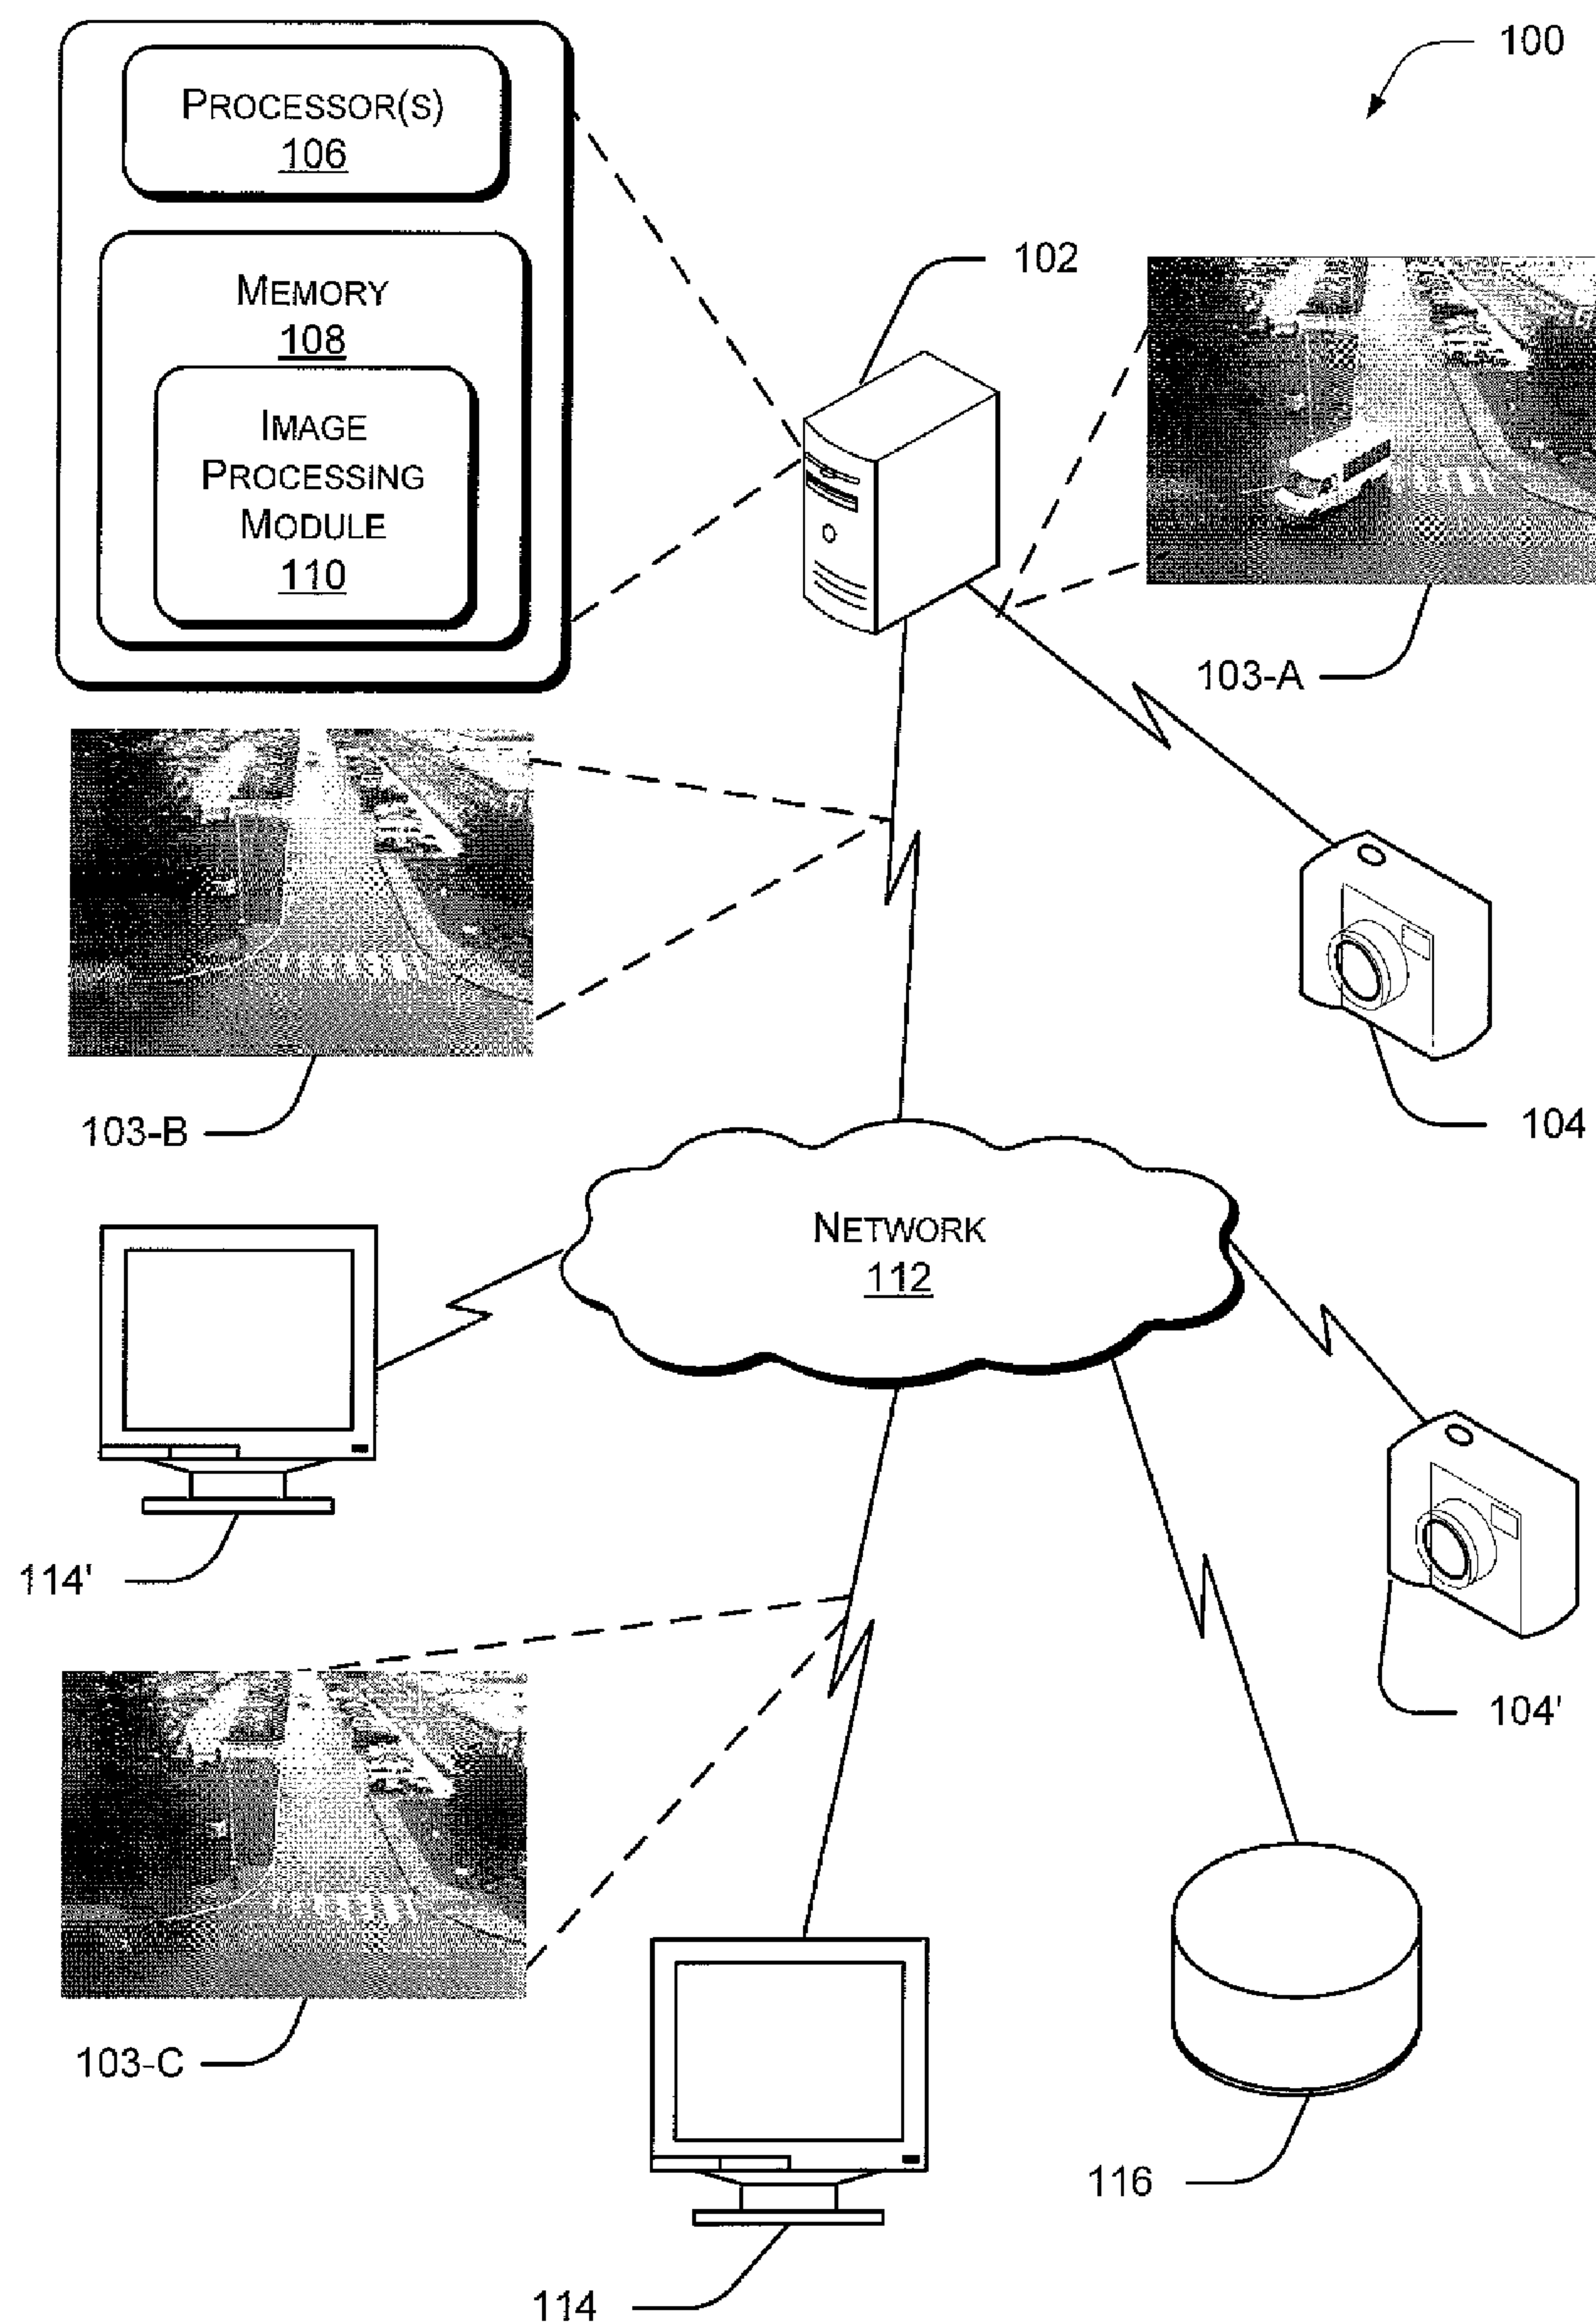 100
PROCESSOR(S)
106
MEMORY
108
IMAGE
PROCESSING
MODULE
110
102
103-A
103-B
104
NETWORK
112
114'
104'
103-C
116
114